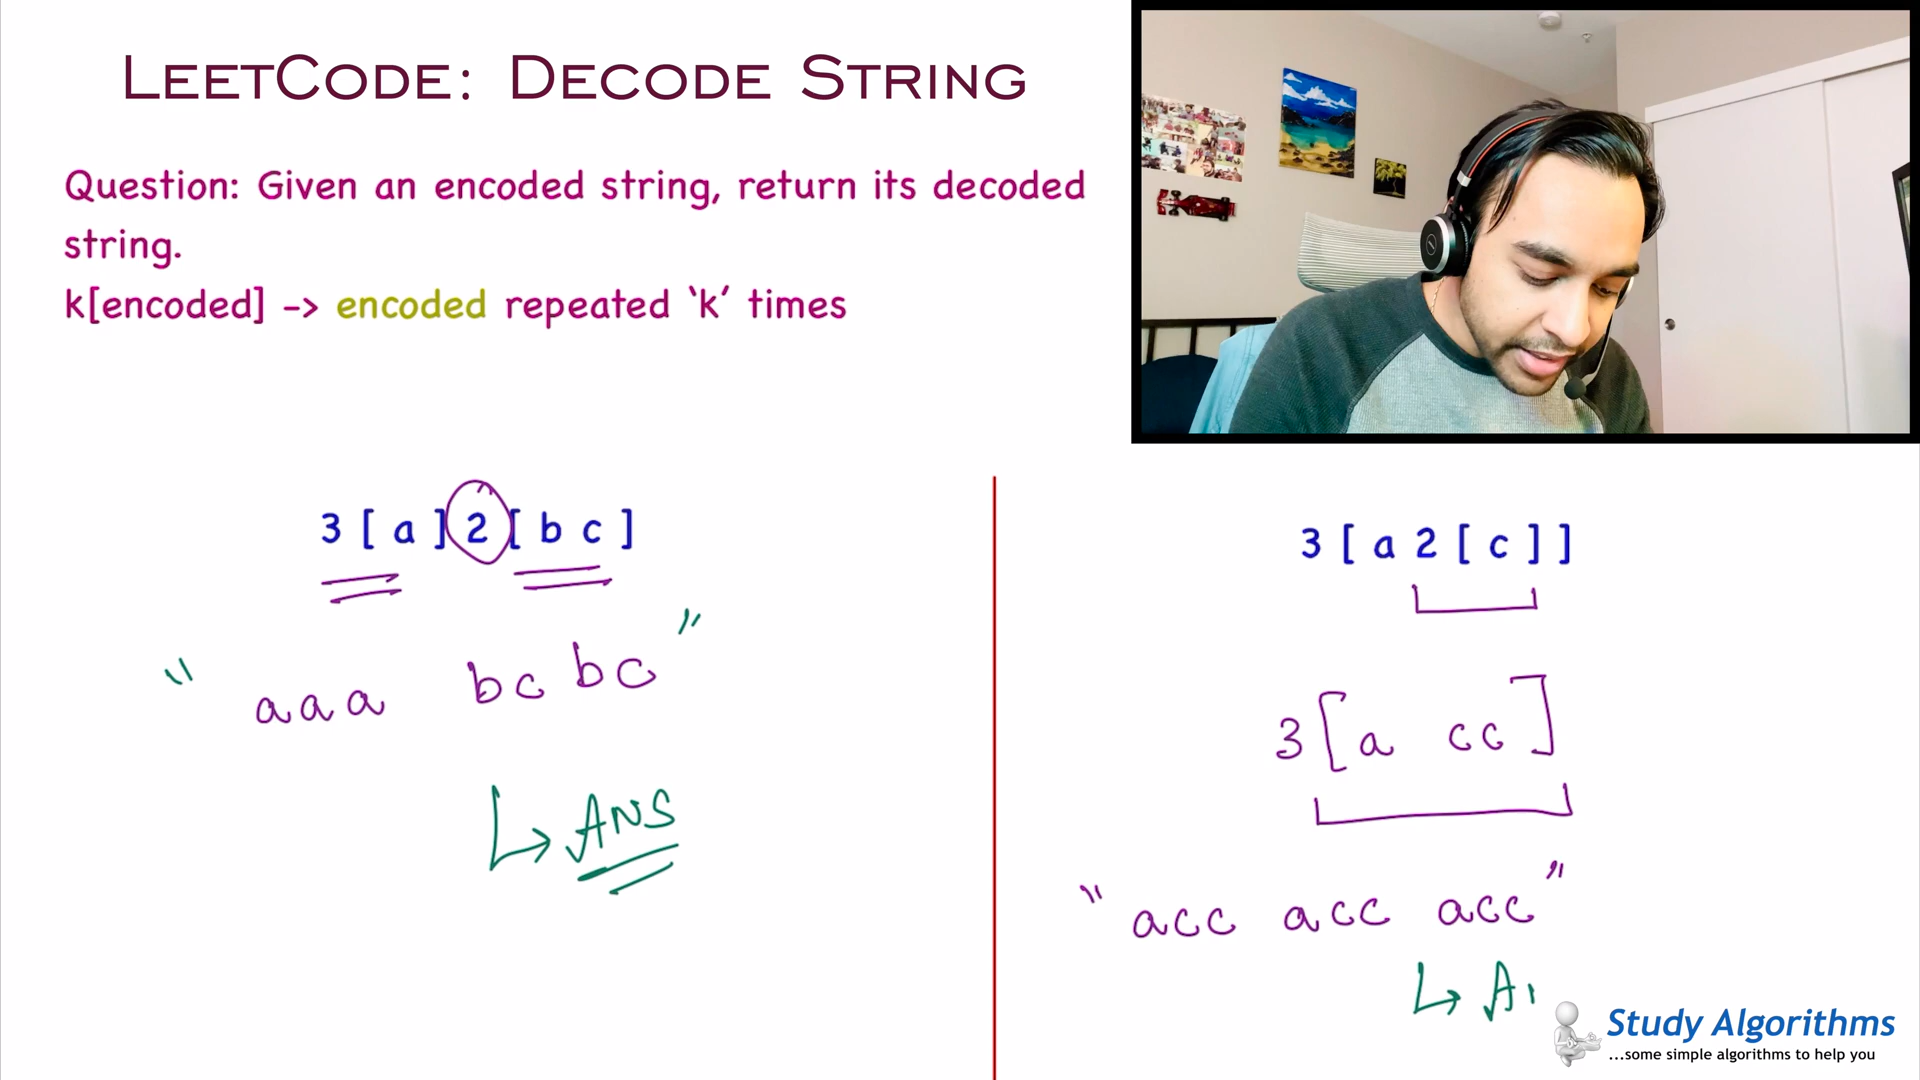 LEETCODE: DECODE STRING
Question: Given an encoded string, return its decoded
string.
k[encoded] -> encoded repeated ‘k’ times
3 [ a ] 2 [ b c ]
" aaa bc bc "
↳ ANS
3 [ a 2 [ c ] ]
3 [ a cc ]
" acc acc acc "
↳ A
Study Algorithms
...some simple algorithms to help you